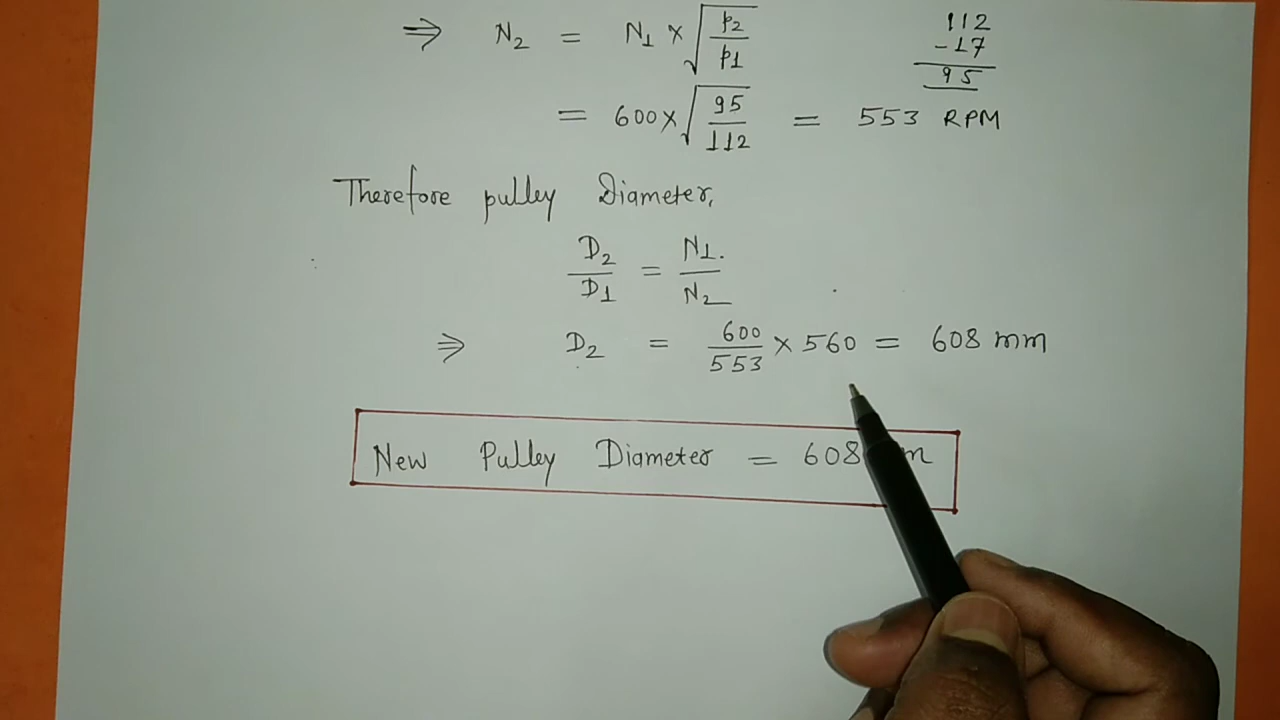 ⇒ N2 = N1 × √(p2/p1)
112
-17
95
= 600 × √(95/112) = 553 RPM
Therefore pulley Diameter,
D2/D1 = N1./N2
⇒ D2 = 600/553 × 560 = 608 mm
New Pulley Diameter = 608